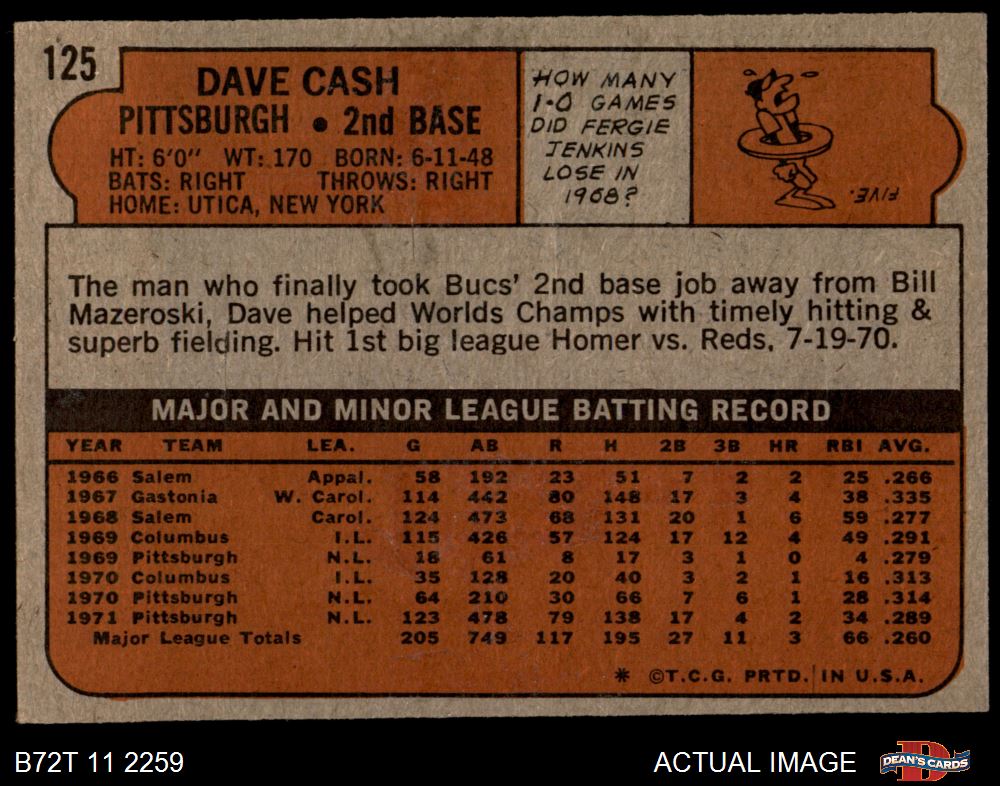 125
DAVE CASH
PITTSBURGH • 2nd BASE
HT: 6'0" WT: 170 BORN: 6-11-48
BATS: RIGHT THROWS: RIGHT
HOME: UTICA, NEW YORK
HOW MANY
1-0 GAMES
DID FERGIE
JENKINS
LOSE IN
1968?
FIVE.
The man who finally took Bucs' 2nd base job away from Bill
Mazeroski, Dave helped Worlds Champs with timely hitting &
superb fielding. Hit 1st big league Homer vs. Reds, 7-19-70.
MAJOR AND MINOR LEAGUE BATTING RECORD
YEAR TEAM LEA. G AB R H 2B 3B HR RBI AVG.
1966 Salem Appal. 58 192 23 51 7 2 2 25 .266
1967 Gastonia W. Carol. 114 442 80 148 17 3 4 38 .335
1968 Salem Carol. 124 473 68 131 20 1 6 59 .277
1969 Columbus I.L. 115 426 57 124 17 12 4 49 .291
1969 Pittsburgh N.L. 18 61 8 17 3 1 0 4 .279
1970 Columbus I.L. 35 128 20 40 3 2 1 16 .313
1970 Pittsburgh N.L. 64 210 30 66 7 6 1 28 .314
1971 Pittsburgh N.L. 123 478 79 138 17 4 2 34 .289
Major League Totals 205 749 117 195 27 11 3 66 .260
* ©T.C.G. PRTD. IN U.S.A.
B72T 11 2259 ACTUAL IMAGE
D
DEAN'S CARDS